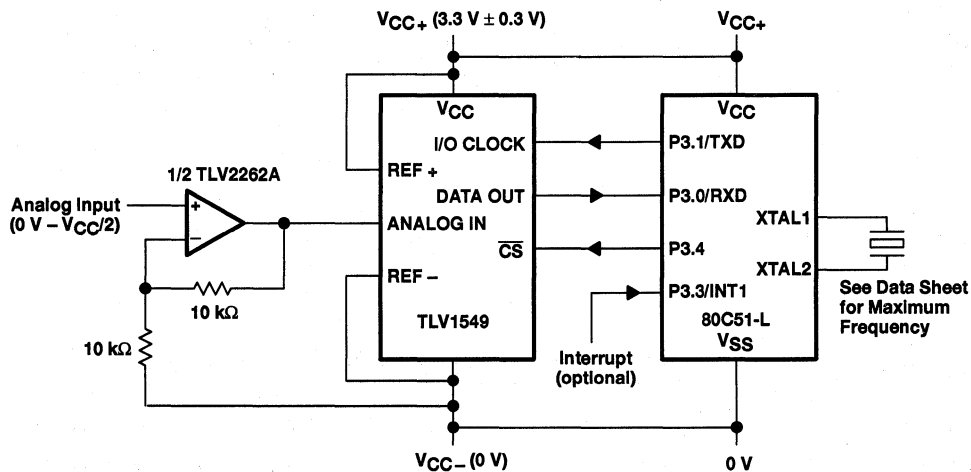 VCC+ (3.3 V ± 0.3 V)
VCC+
VCC
VCC
I/O CLOCK
P3.1/TXD
REF +
1/2 TLV2262A
DATA OUT
P3.0/RXD
Analog Input
(0 V – VCC/2)
+
–
ANALOG IN
XTAL1
CS
P3.4
REF –
XTAL2
10 kΩ
P3.3/INT1
See Data Sheet
for Maximum
Frequency
TLV1549
80C51-L
VSS
10 kΩ
Interrupt
(optional)
VCC– (0 V)
0 V